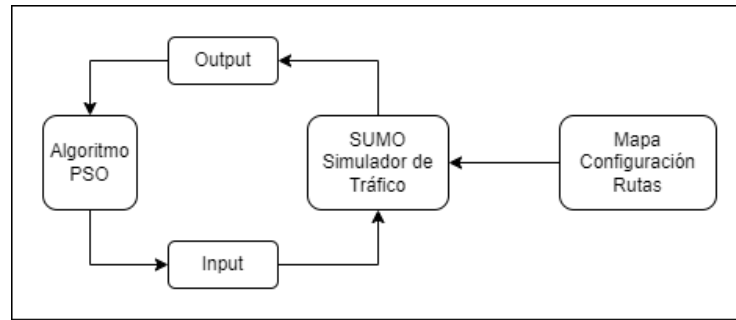 Output
Algoritmo
PSO
SUMO
Simulador de
Tráfico
Mapa
Configuración
Rutas
Input